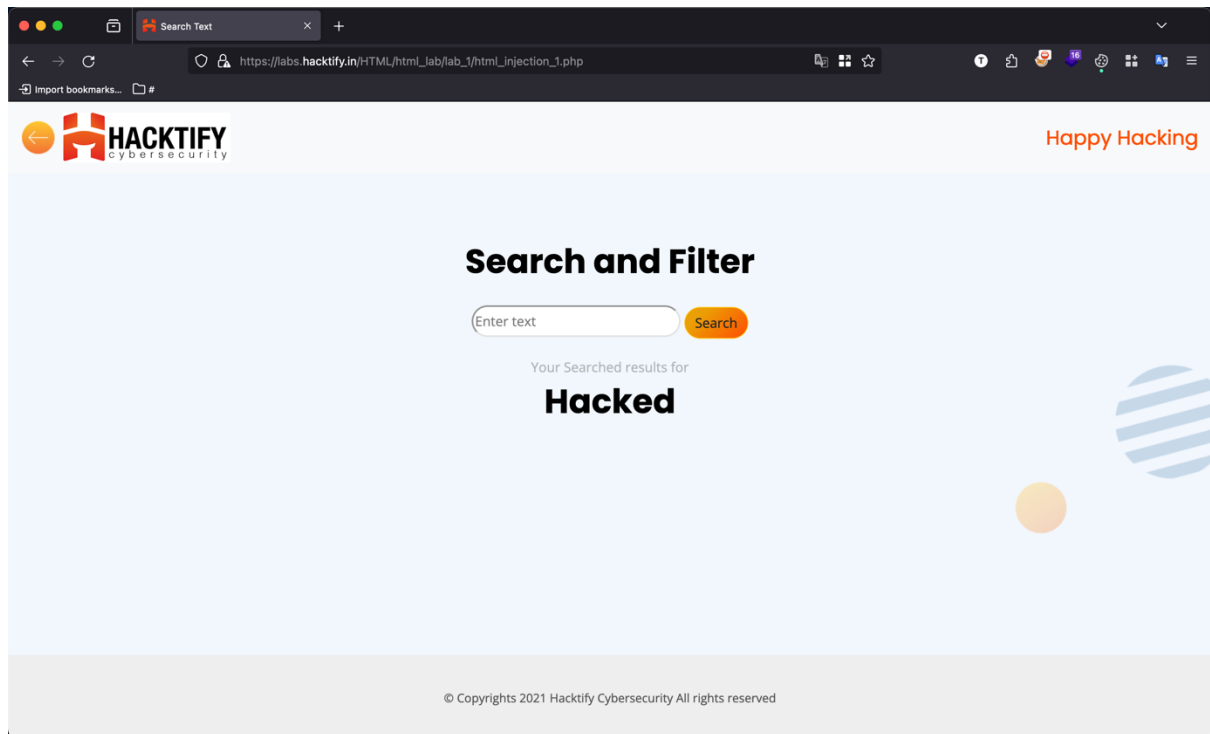 Search Text
https://labs.hacktify.in/HTML/html_lab/lab_1/html_injection_1.php
T
16
Import bookmarks...
#
HACKTIFY
cybersecurity
Happy Hacking
Search and Filter
Enter text
Search
Your Searched results for
Hacked
© Copyrights 2021 Hacktify Cybersecurity All rights reserved